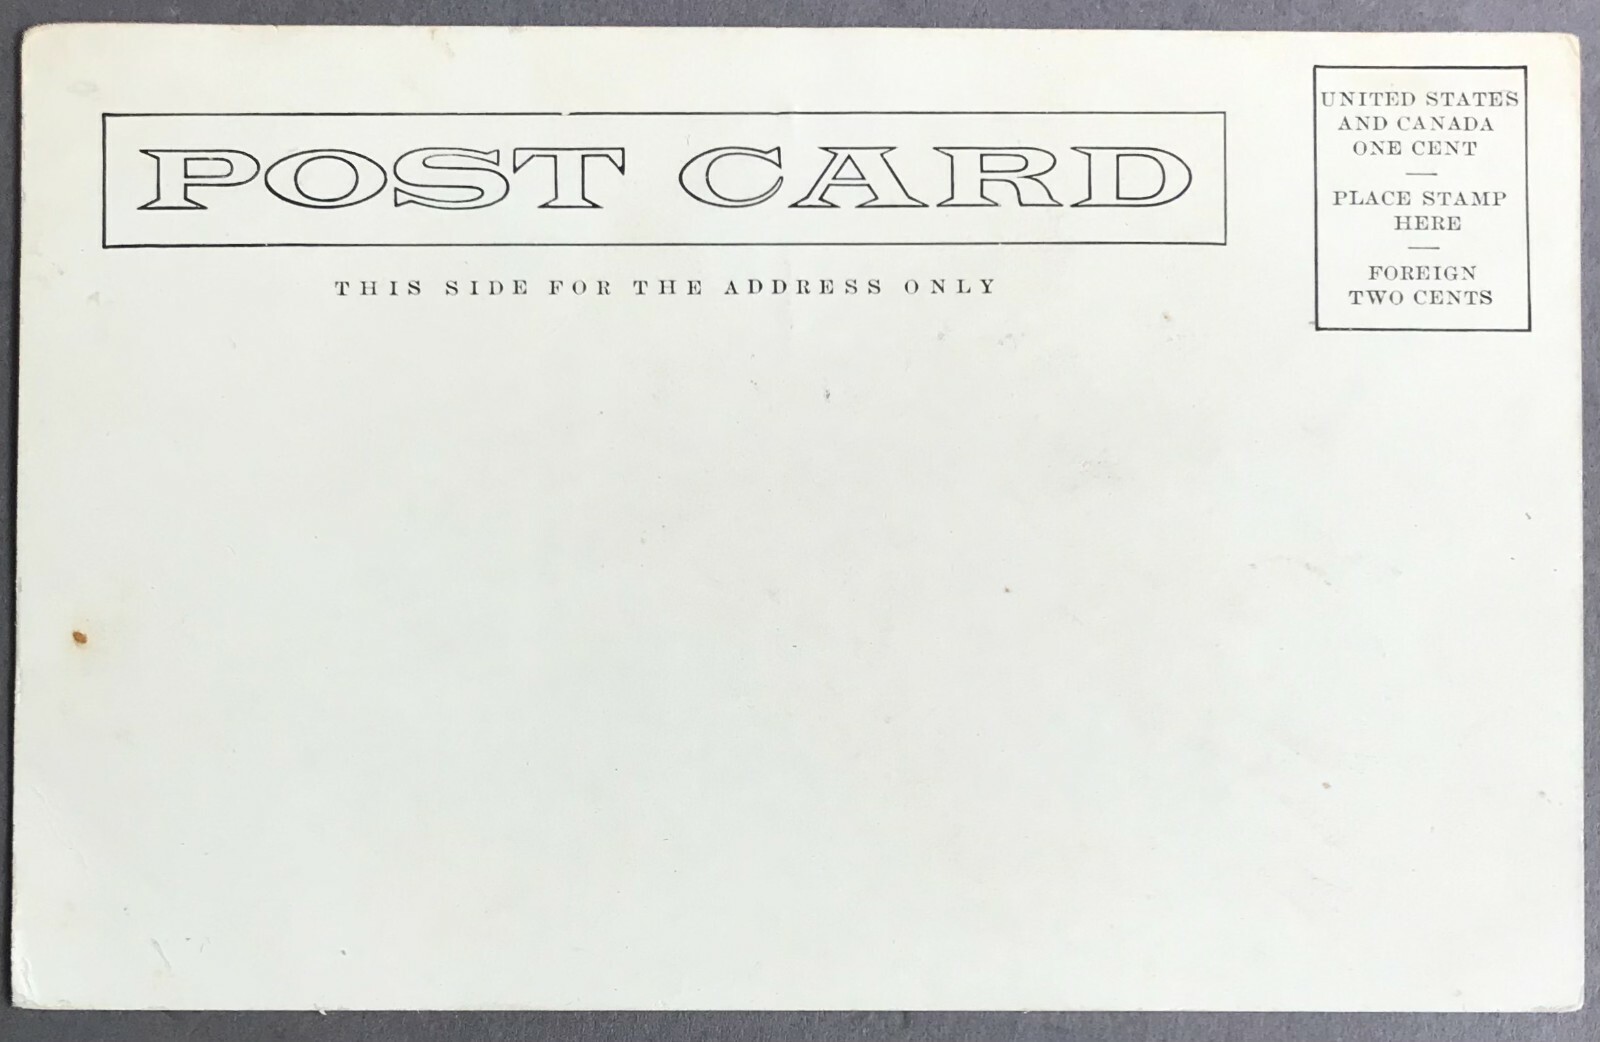 POST CARD
THIS SIDE FOR THE ADDRESS ONLY
UNITED STATES
AND CANADA
ONE CENT
—
PLACE STAMP
HERE
—
FOREIGN
TWO CENTS